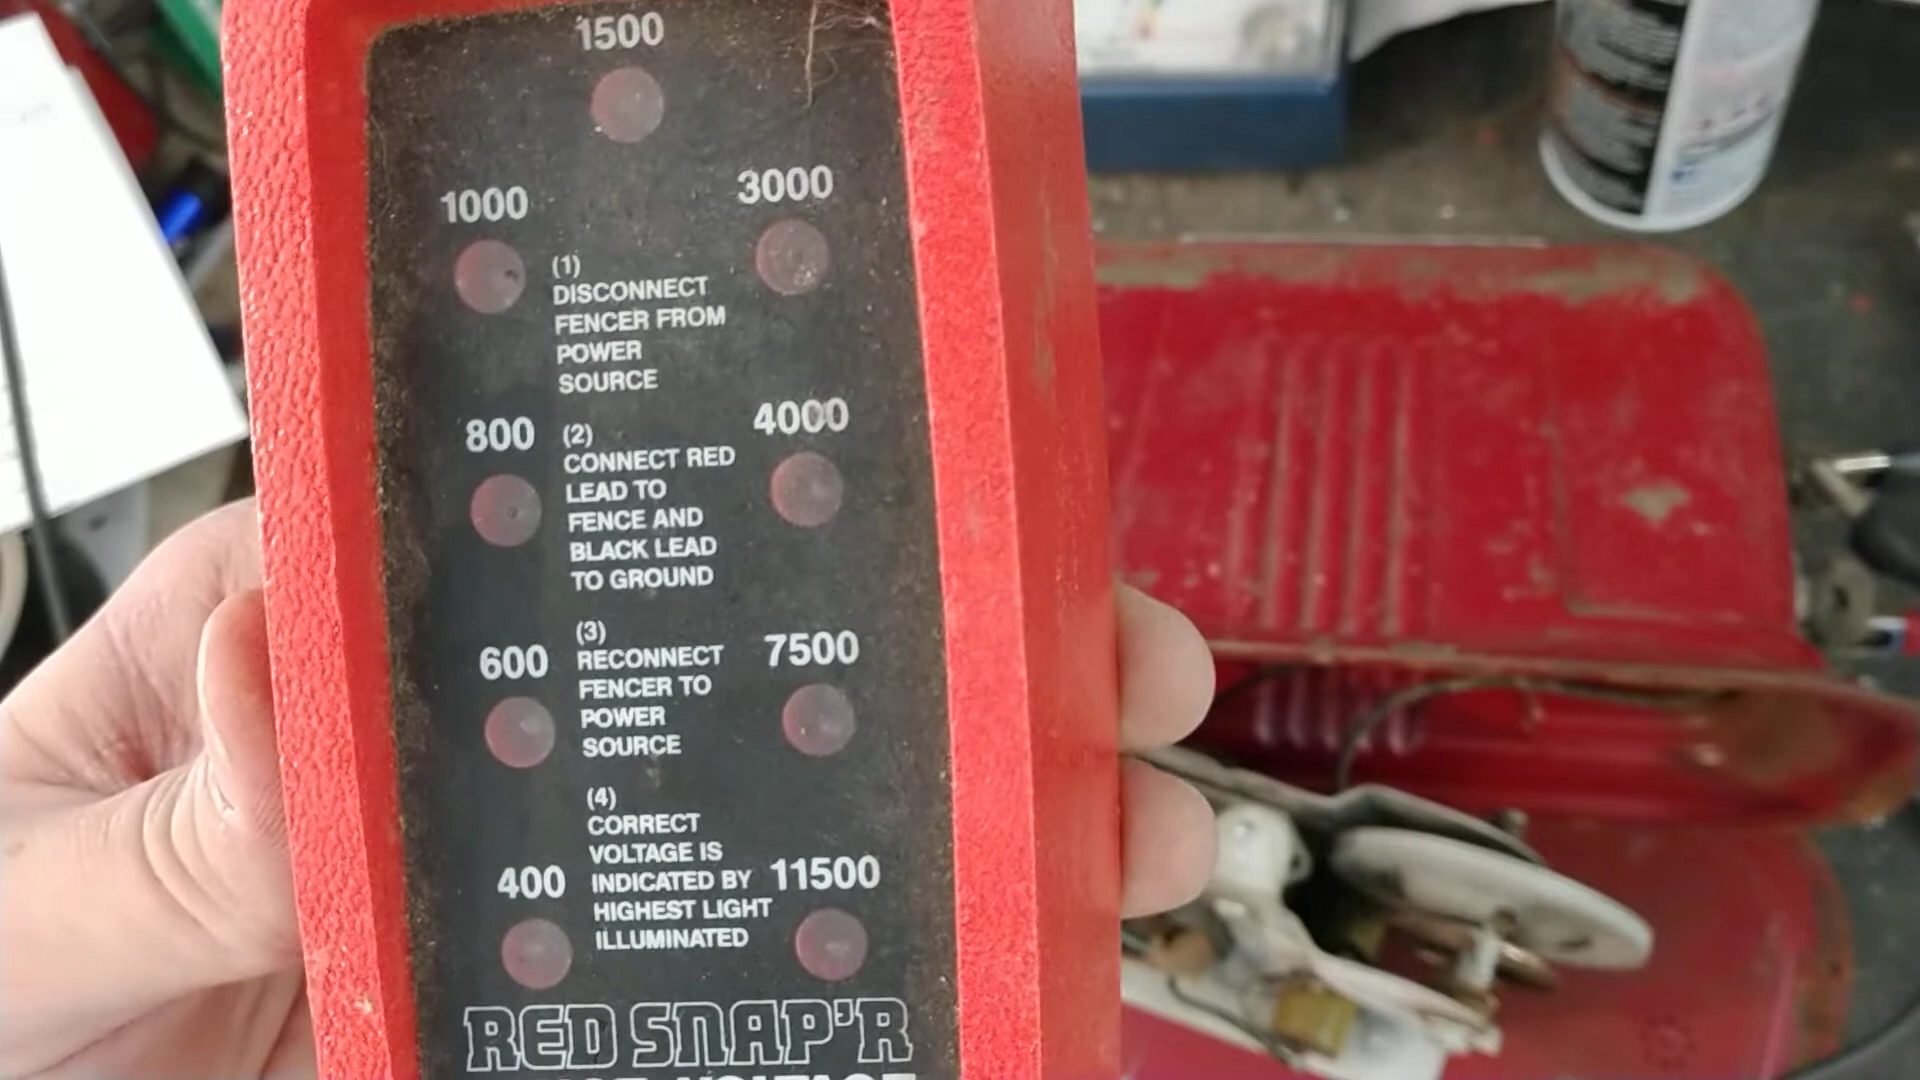 1500
1000
3000
(1)
DISCONNECT
FENCER FROM
POWER
SOURCE
800
4000
(2)
CONNECT RED
LEAD TO
FENCE AND
BLACK LEAD
TO GROUND
600
7500
(3)
RECONNECT
FENCER TO
POWER
SOURCE
400
11500
(4)
CORRECT
VOLTAGE IS
INDICATED BY
HIGHEST LIGHT
ILLUMINATED
RED SNAP'R
VOLTAGE